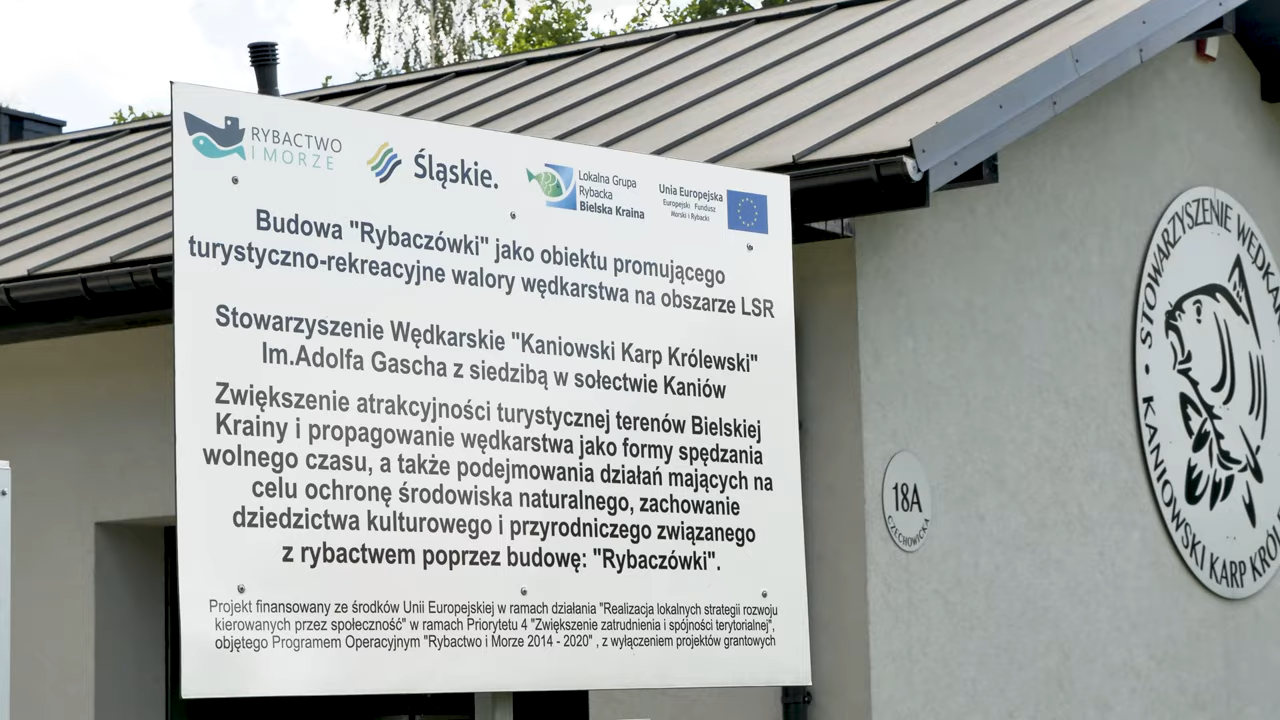 RYBACTWO
I MORZE
Śląskie.
Lokalna Grupa
Rybacka
Bielska Kraina
Unia Europejska
Europejski Fundusz
Morski i Rybacki
Budowa "Rybaczówki" jako obiektu promującego
turystyczno-rekreacyjne walory wędkarstwa na obszarze LSR
Stowarzyszenie Wędkarskie "Kaniowski Karp Królewski"
Im.Adolfa Gascha z siedzibą w sołectwie Kaniów
Zwiększenie atrakcyjności turystycznej terenów Bielskiej
Krainy i propagowanie wędkarstwa jako formy spędzania
wolnego czasu, a także podejmowania działań mających na
celu ochronę środowiska naturalnego, zachowanie
dziedzictwa kulturowego i przyrodniczego związanego
z rybactwem poprzez budowę: "Rybaczówki".
Projekt finansowany ze środków Unii Europejskiej w ramach działania "Realizacja lokalnych strategii rozwoju
kierowanych przez społeczność" w ramach Priorytetu 4 "Zwiększenie zatrudnienia i spójności terytorialnej",
objętego Programem Operacyjnym "Rybactwo i Morze 2014 - 2020" , z wyłączeniem projektów grantowych
18A
CZECHOWICKA
STOWARZYSZENIE WĘDKAR
KANIOWSKI KARP KRÓL